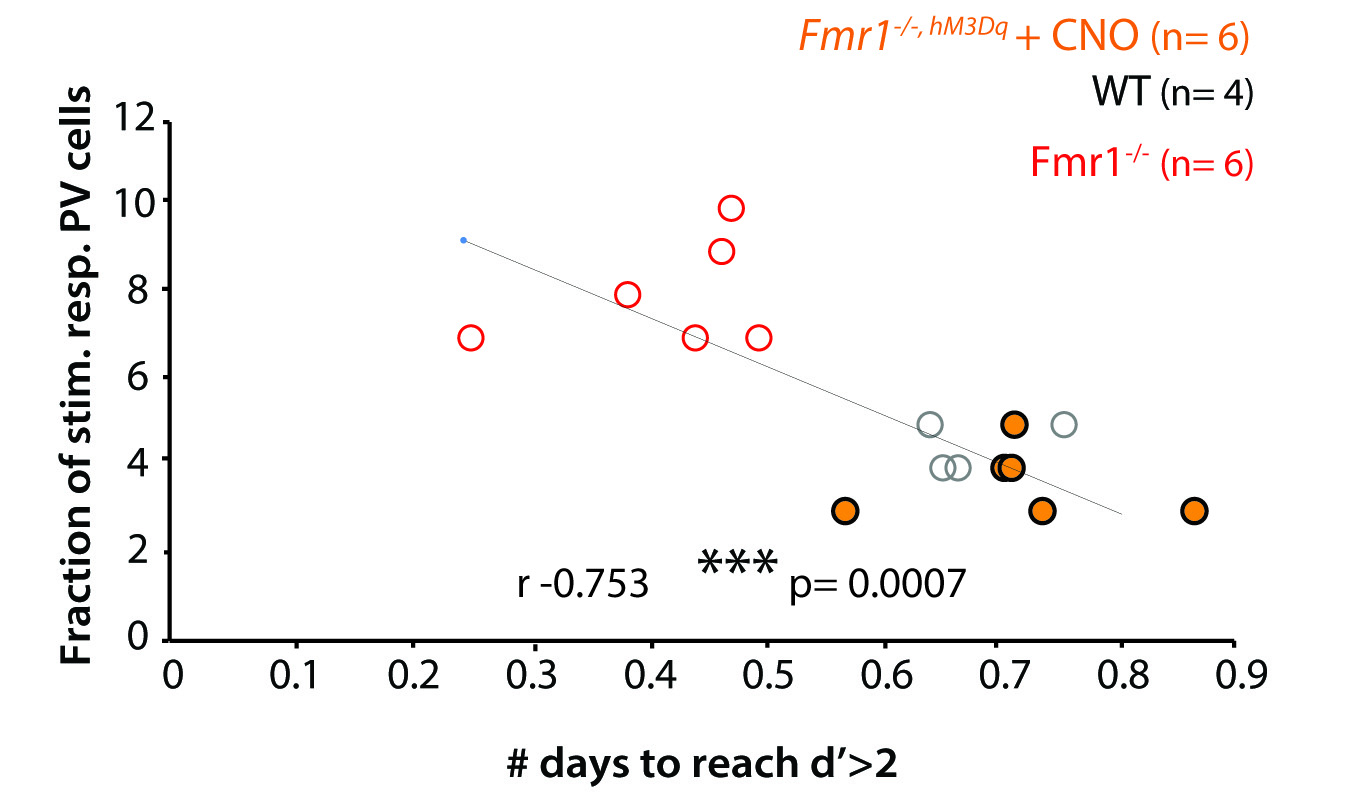 Fmr1-/-, hM3Dq + CNO (n= 6)
WT (n= 4)
Fmr1-/- (n= 6)
Fraction of stim. resp. PV cells
12
10
8
6
4
2
0
r -0.753
***
p= 0.0007
0 0.1 0.2 0.3 0.4 0.5 0.6 0.7 0.8 0.9
# days to reach d’>2